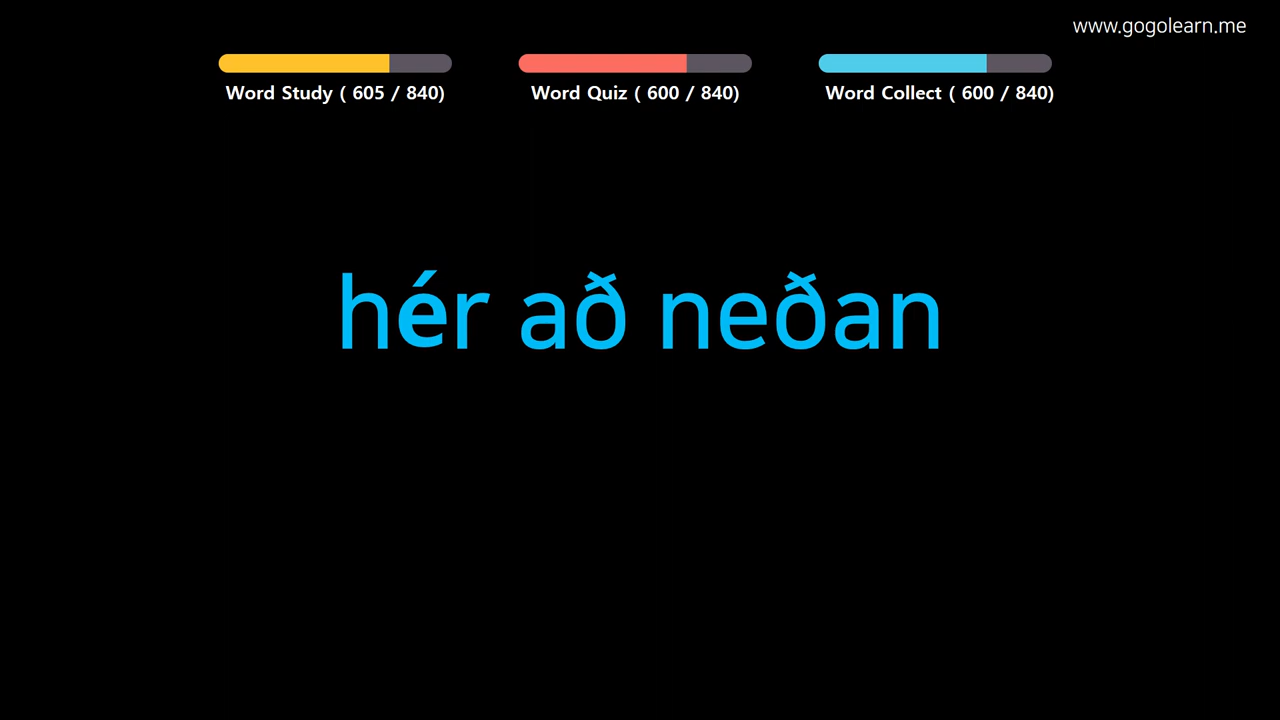 www.gogolearn.me
Word Study ( 605 / 840)
Word Quiz ( 600 / 840)
Word Collect ( 600 / 840)
hér að neðan